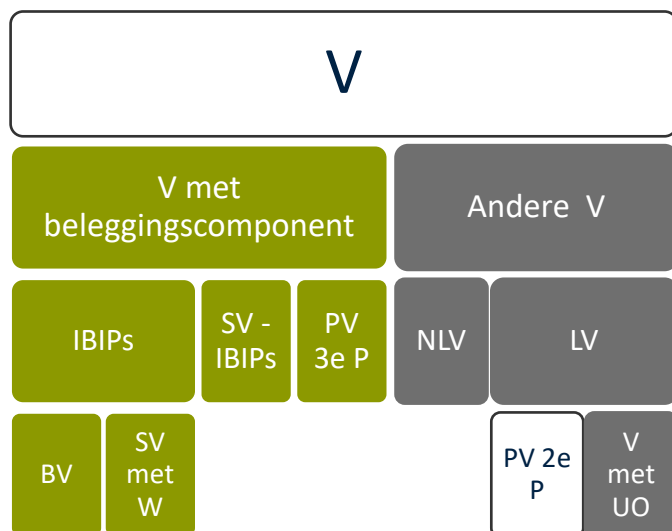 V
V met
beleggingscomponent
Andere V
IBIPs
SV -
IBIPs
PV
3e P
NLV
LV
BV
SV
met
W
PV 2e
P
V
met
UO